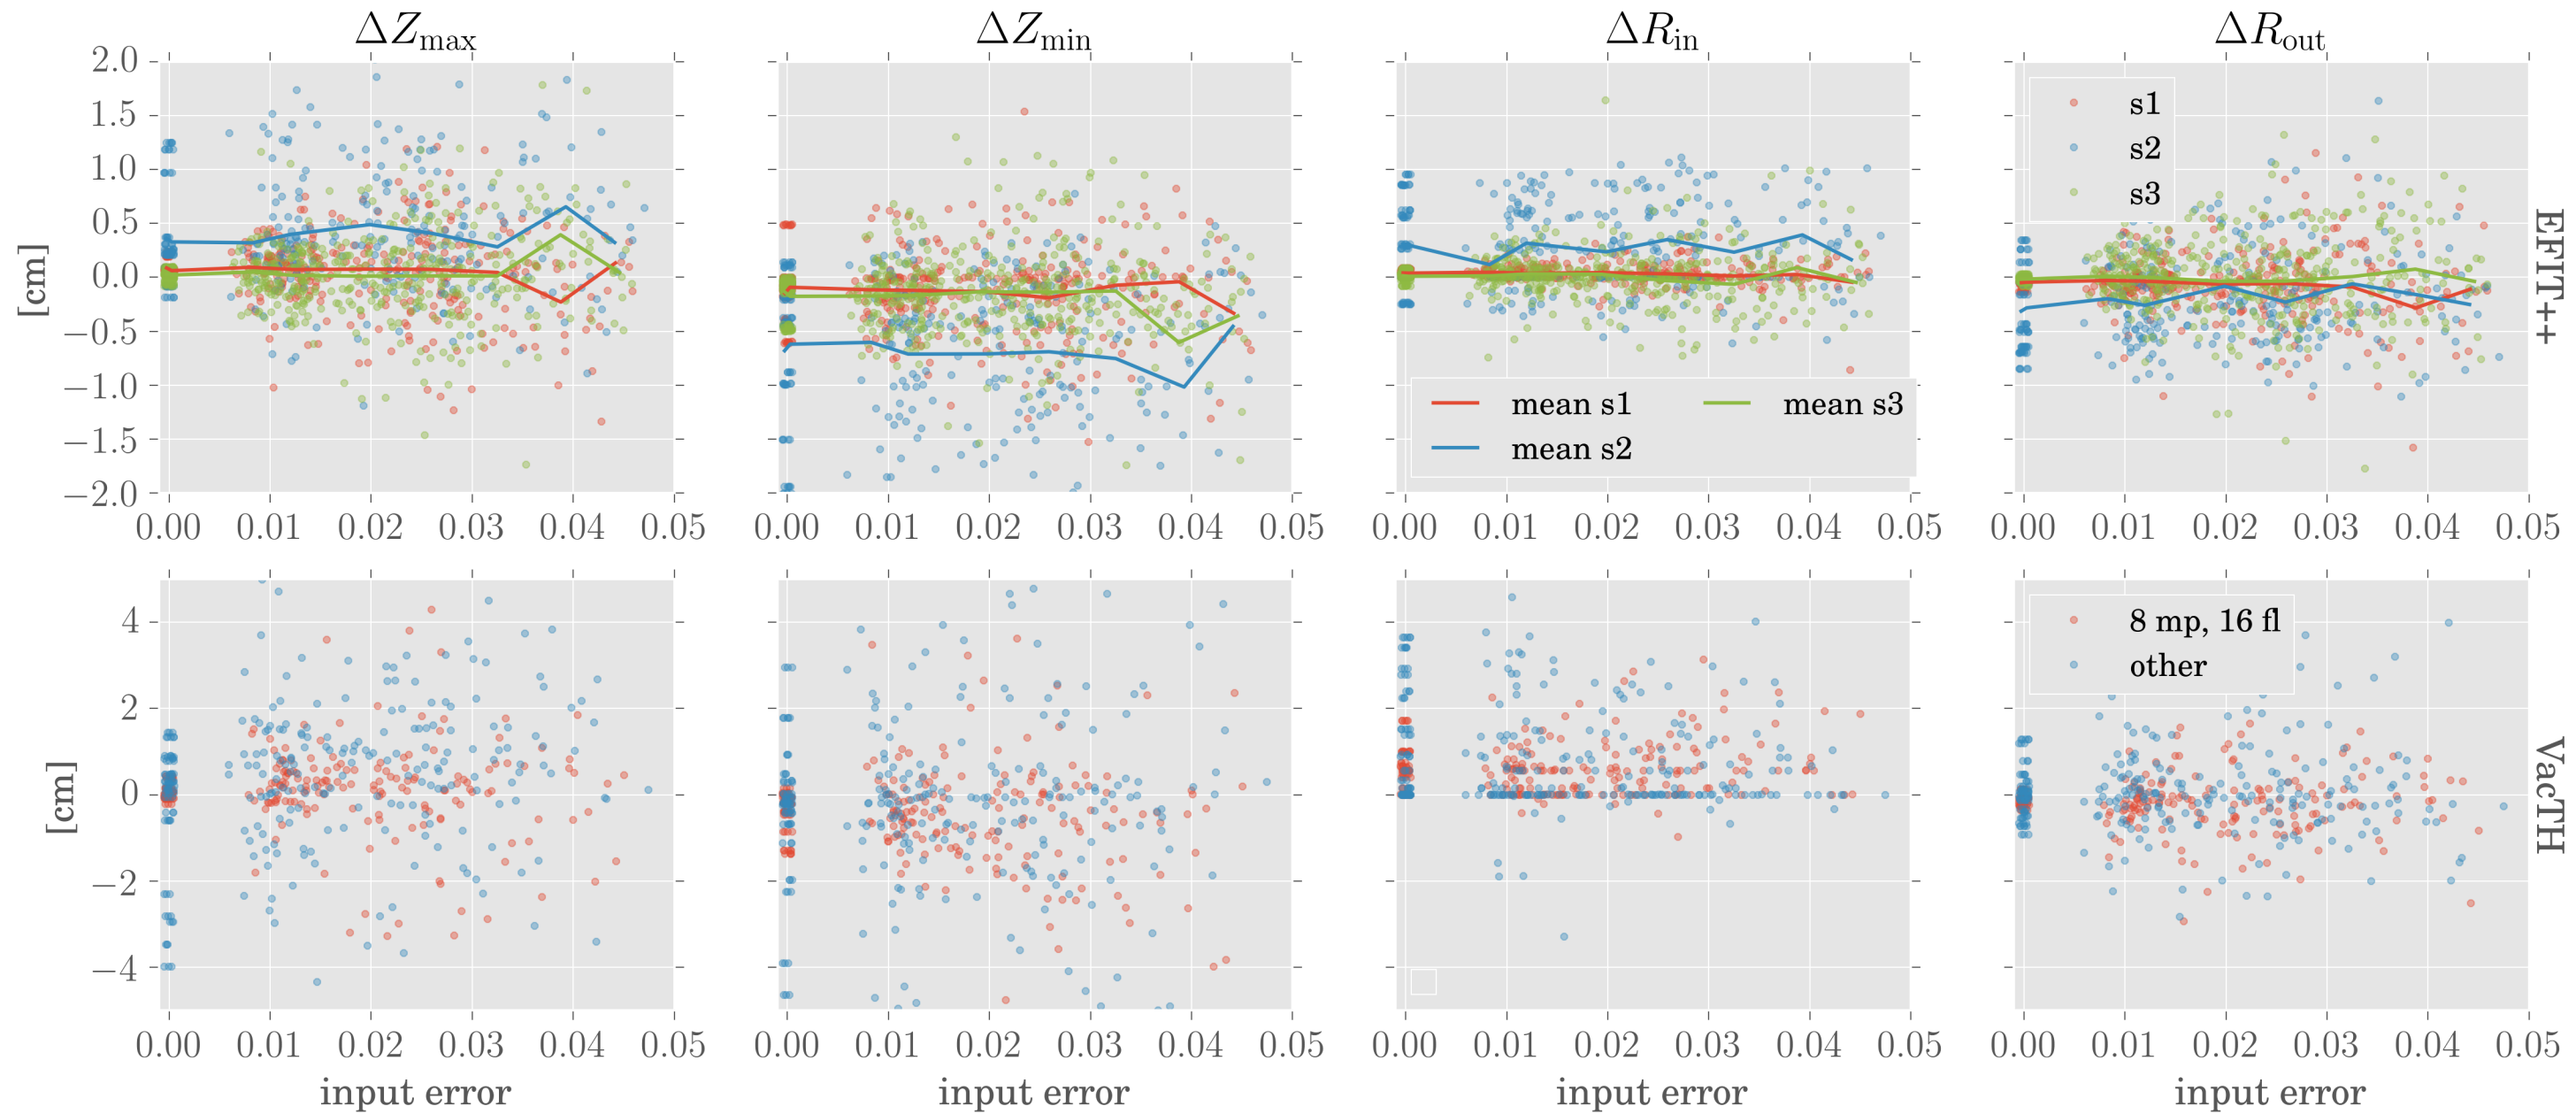 ΔZmax ΔZmin ΔRin ΔRout
2.0
1.5
1.0
0.5
0.0
−0.5
−1.0
−1.5
−2.0
[cm]
s1
s2
s3
mean s1 mean s3
mean s2
EFIT++
0.00 0.01 0.02 0.03 0.04 0.05 0.00 0.01 0.02 0.03 0.04 0.05 0.00 0.01 0.02 0.03 0.04 0.05 0.00 0.01 0.02 0.03 0.04 0.05
4
2
0
−2
−4
[cm]
8 mp, 16 fl
other
VacTH
0.00 0.01 0.02 0.03 0.04 0.05 0.00 0.01 0.02 0.03 0.04 0.05 0.00 0.01 0.02 0.03 0.04 0.05 0.00 0.01 0.02 0.03 0.04 0.05
input error input error input error input error